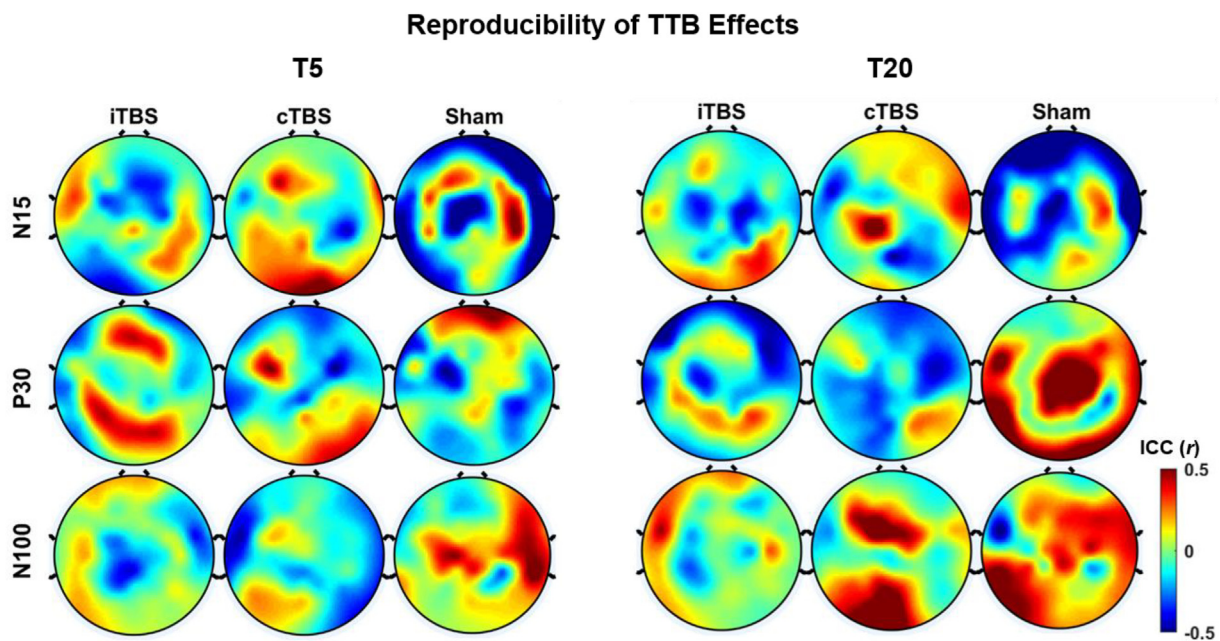 Reproducibility of TTB Effects
T5
T20
iTBS
cTBS
Sham
iTBS
cTBS
Sham
N15
P30
N100
ICC (r)
0.5
0
-0.5